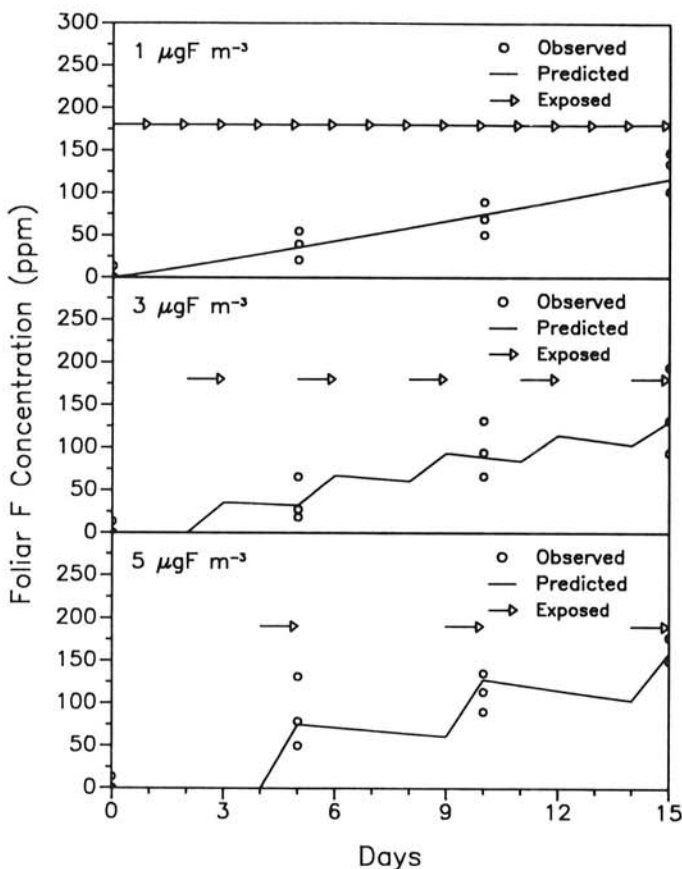 Foliar F Concentration (ppm)
300
250
200
150
100
50
0
1 μgF m⁻³
Observed
Predicted
Exposed
250
200
150
100
50
0
3 μgF m⁻³
Observed
Predicted
Exposed
250
200
150
100
50
0
5 μgF m⁻³
Observed
Predicted
Exposed
0 3 6 9 12 15
Days